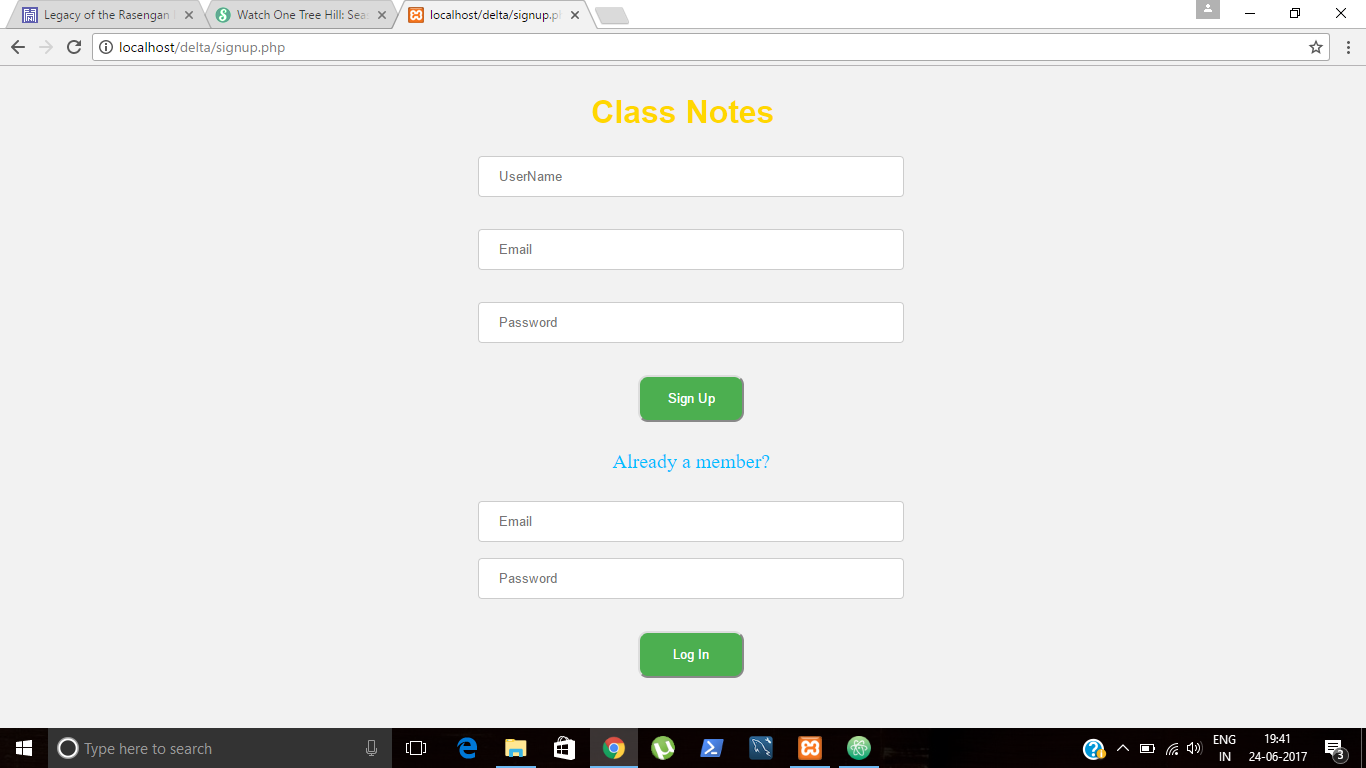 Legacy of the Rasengan
Watch One Tree Hill: Seas
localhost/delta/signup.p
localhost/delta/signup.php
Class Notes
UserName
Email
Password
Sign Up
Already a member?
Email
Password
Log In
Type here to search
ENG
IN
19:41
24-06-2017
3